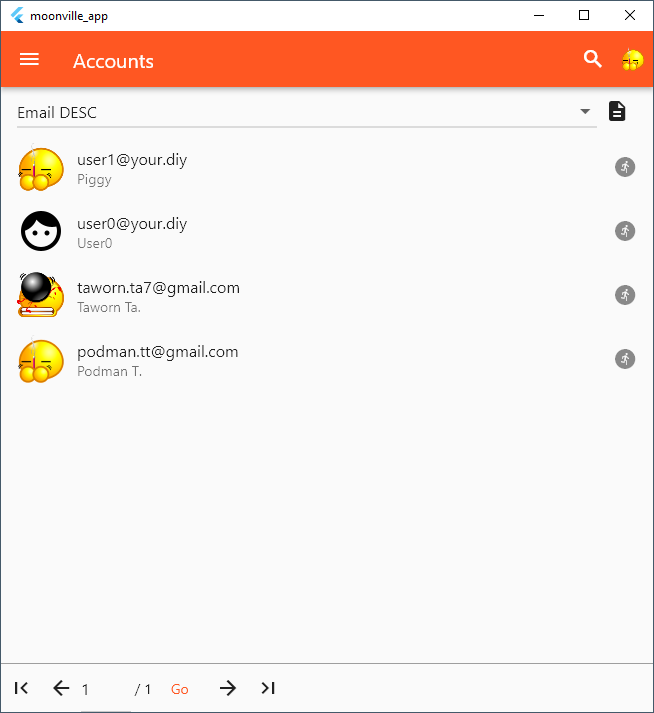 moonville_app
Accounts
Email DESC
user1@your.diy
Piggy
user0@your.diy
User0
taworn.ta7@gmail.com
Taworn Ta.
podman.tt@gmail.com
Podman T.
1 / 1 Go